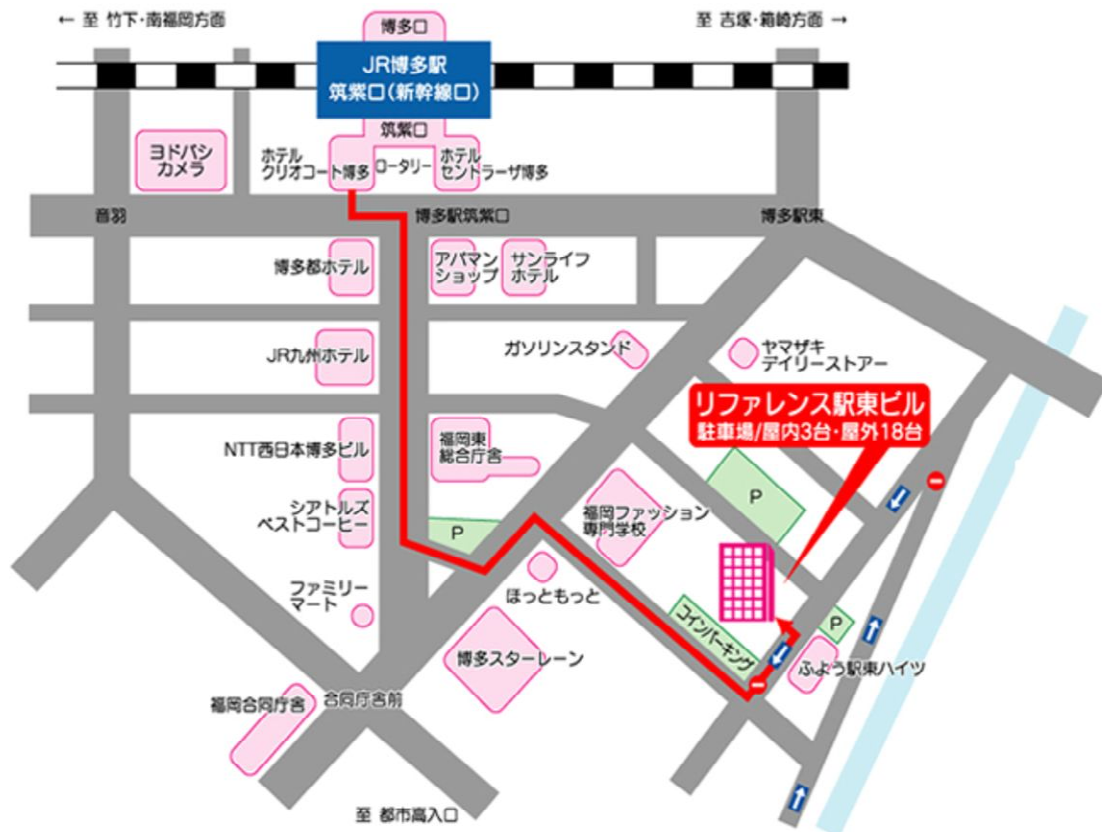 ← 至 竹下・南福岡方面
博多口
至 吉塚・箱崎方面 →
JR博多駅
筑紫口(新幹線口)
筑紫口
ヨドバシ
カメラ
ホテル
クリオコート博多
ロータリー
ホテル
セントラーザ博多
音羽
博多駅筑紫口
博多駅東
博多都ホテル
アパマン
ショップ
サンライフ
ホテル
JR九州ホテル
ガソリンスタンド
ヤマザキ
デイリーストアー
リファレンス駅東ビル
駐車場/屋内3台・屋外18台
NTT西日本博多ビル
福岡東
総合庁舎
P
シアトルズ
ベストコーヒー
P
福岡ファッション
専門学校
ファミリー
マート
ほっともっと
コインパーキング
P
博多スターレーン
ふよう駅東ハイツ
福岡合同庁舎
合同庁舎前
至 都市高入口